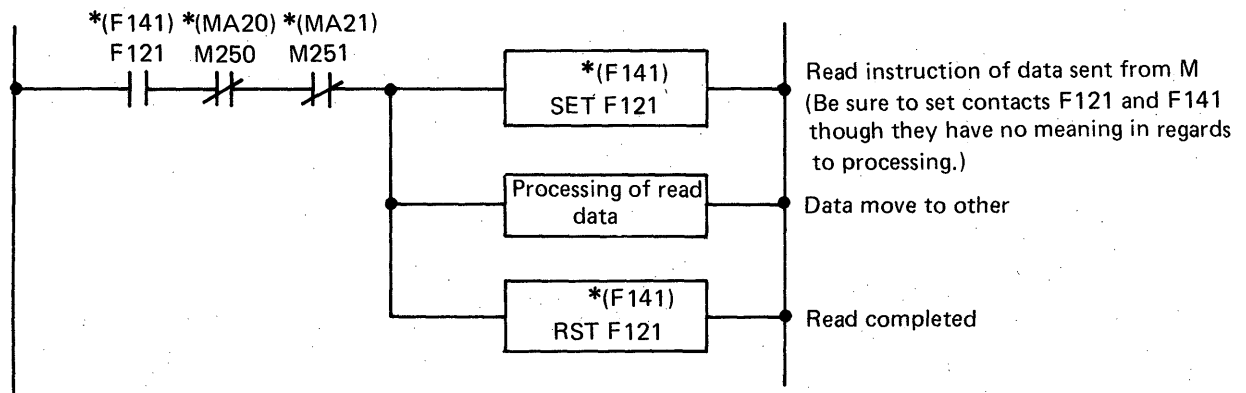 *(F141) *(MA20) *(MA21)
F121 M250 M251
*(F141)
SET F121
Read instruction of data sent from M
(Be sure to set contacts F121 and F141
though they have no meaning in regards
to processing.)
Processing of read
data
Data move to other
*(F141)
RST F121
Read completed